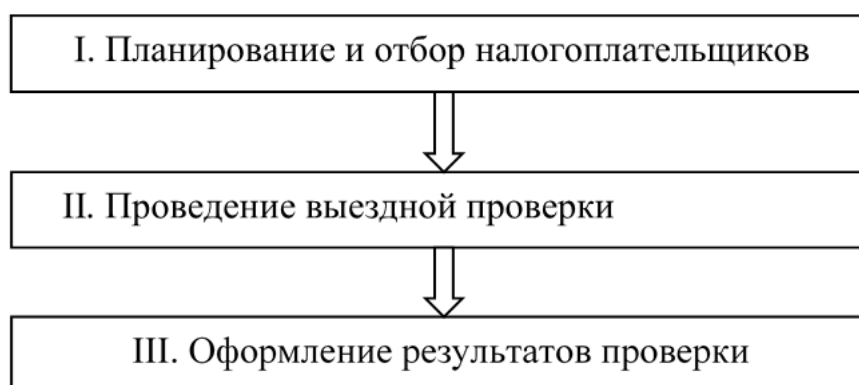 I. Планирование и отбор налогоплательщиков
II. Проведение выездной проверки
III. Оформление результатов проверки